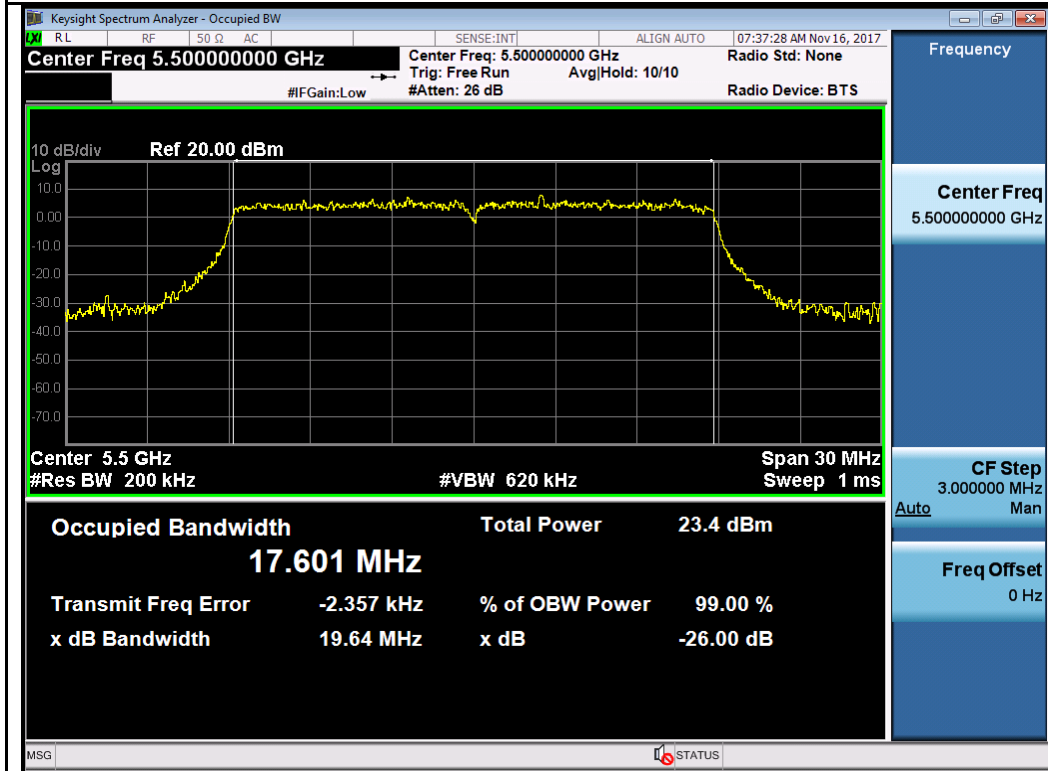 Keysight Spectrum Analyzer - Occupied BW
RL RF 50 Ω AC SENSE:INT ALIGN AUTO 07:37:28 AM Nov 16, 2017
Center Freq 5.500000000 GHz
Center Freq: 5.500000000 GHz Radio Std: None
Trig: Free Run Avg|Hold: 10/10
#IFGain:Low #Atten: 26 dB Radio Device: BTS
10 dB/div Ref 20.00 dBm
Log
10.0
0.00
-10.0
-20.0
-30.0
-40.0
-50.0
-60.0
-70.0
Center 5.5 GHz Span 30 MHz
#Res BW 200 kHz #VBW 620 kHz Sweep 1 ms
Occupied Bandwidth Total Power 23.4 dBm
17.601 MHz
Transmit Freq Error -2.357 kHz % of OBW Power 99.00 %
x dB Bandwidth 19.64 MHz x dB -26.00 dB
Frequency
Center Freq
5.500000000 GHz
CF Step
3.000000 MHz
Auto Man
Freq Offset
0 Hz
MSG STATUS